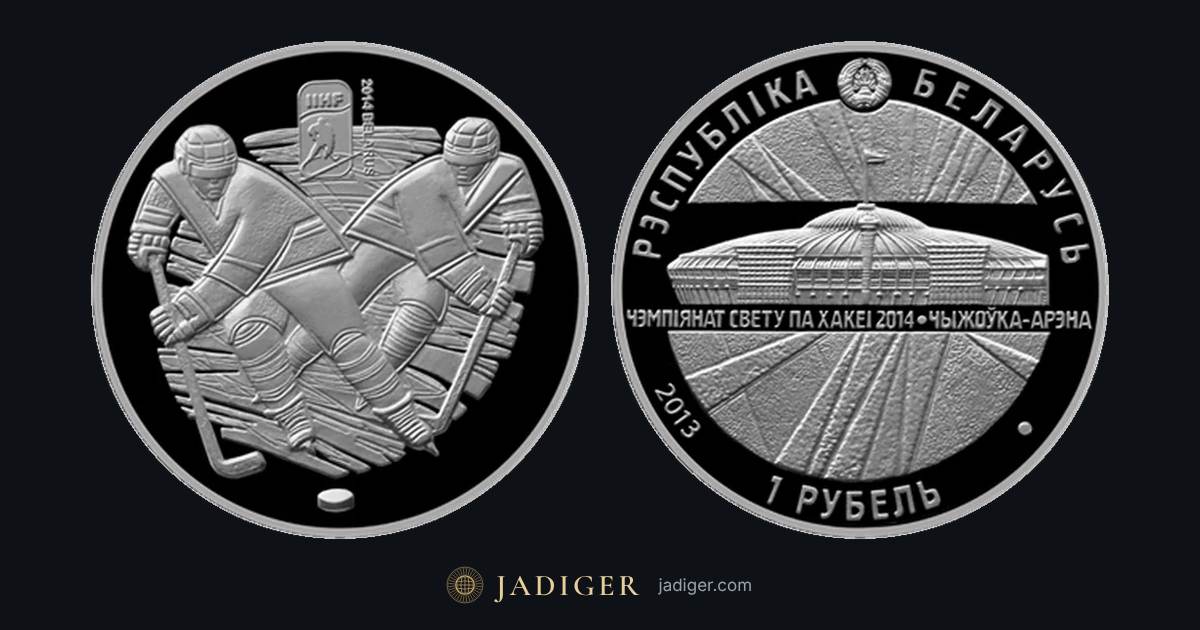 IIHF
2014 BELARUS
РЭСПУБЛІКА БЕЛАРУСЬ
ЧЭМПІЯНАТ СВЕТУ ПА ХАКЕІ 2014 • ЧЫЖОЎКА-АРЭНА
2013
1 РУБЕЛЬ
JADIGER jadiger.com